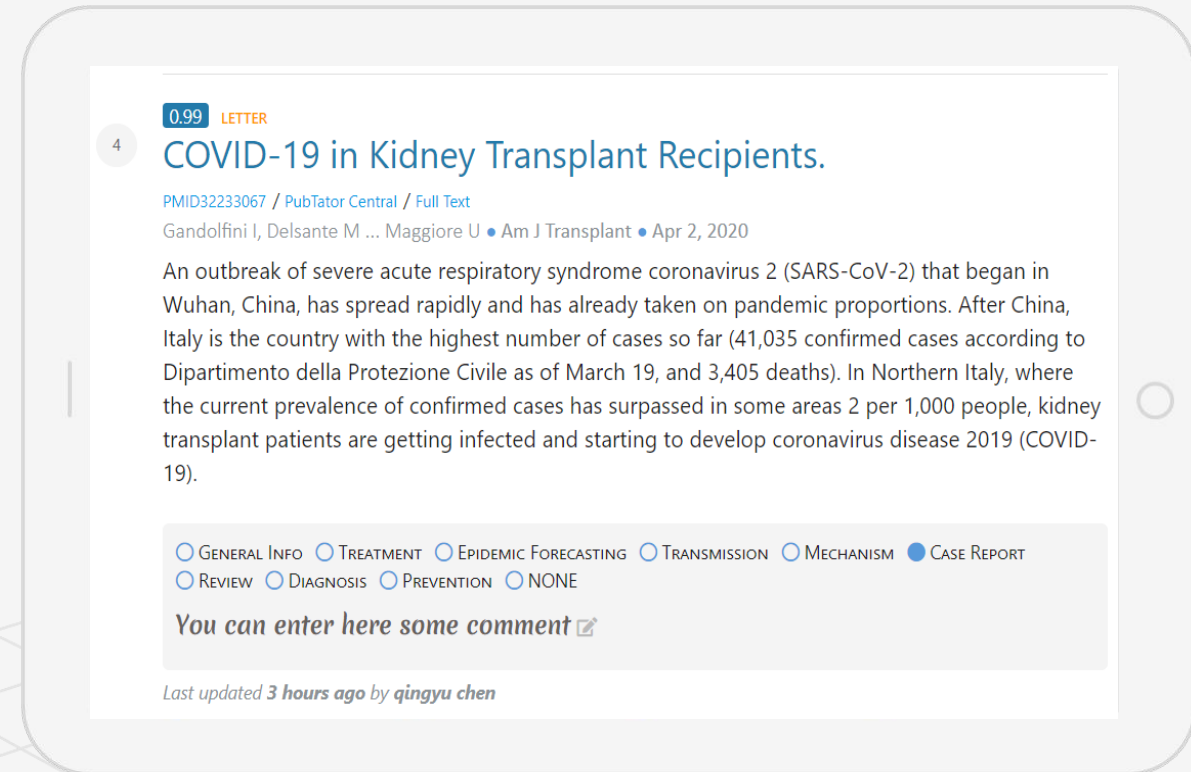 0.99 LETTER
4
COVID-19 in Kidney Transplant Recipients.
PMID32233067 / PubTator Central / Full Text
Gandolfini I, Delsante M ... Maggiore U • Am J Transplant • Apr 2, 2020
An outbreak of severe acute respiratory syndrome coronavirus 2 (SARS-CoV-2) that began in
Wuhan, China, has spread rapidly and has already taken on pandemic proportions. After China,
Italy is the country with the highest number of cases so far (41,035 confirmed cases according to
Dipartimento della Protezione Civile as of March 19, and 3,405 deaths). In Northern Italy, where
the current prevalence of confirmed cases has surpassed in some areas 2 per 1,000 people, kidney
transplant patients are getting infected and starting to develop coronavirus disease 2019 (COVID-
19).
General Info Treatment Epidemic Forecasting Transmission Mechanism Case Report
Review Diagnosis Prevention NONE
You can enter here some comment
Last updated 3 hours ago by qingyu chen